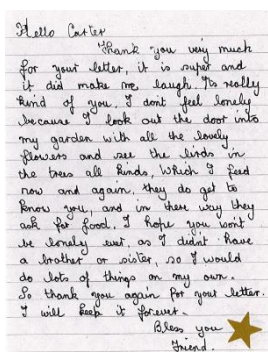 Hello Carter
Thank you very much
for your letter, it is super and
it did make me laugh. Its really
kind of you. I dont feel lonely
because I look out the door into
my garden with all the lovely
flowers and see the birds in
the trees all kinds, which I feed
now and again, they do get to
know you, and in there way they
ask for food. I hope you won't
be lonely ever, as I didnt have
a brother or sister, so I would
do lots of things on my own.
So thank you again for your letter.
I will keep it forever.
Bless you
Friend.